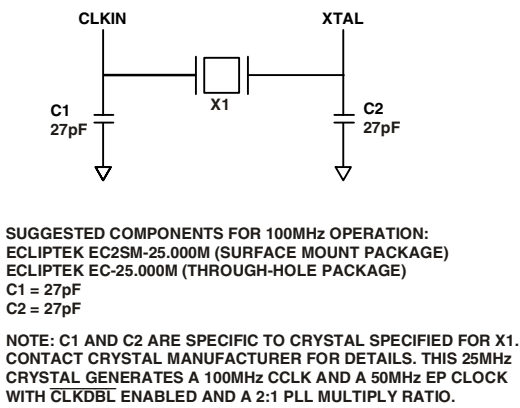 CLKIN XTAL
X1
C1 C2
27pF 27pF
SUGGESTED COMPONENTS FOR 100MHz OPERATION:
ECLIPTEK EC2SM-25.000M (SURFACE MOUNT PACKAGE)
ECLIPTEK EC-25.000M (THROUGH-HOLE PACKAGE)
C1 = 27pF
C2 = 27pF
NOTE: C1 AND C2 ARE SPECIFIC TO CRYSTAL SPECIFIED FOR X1.
CONTACT CRYSTAL MANUFACTURER FOR DETAILS. THIS 25MHz
CRYSTAL GENERATES A 100MHz CCLK AND A 50MHz EP CLOCK
WITH CLKDBL ENABLED AND A 2:1 PLL MULTIPLY RATIO.